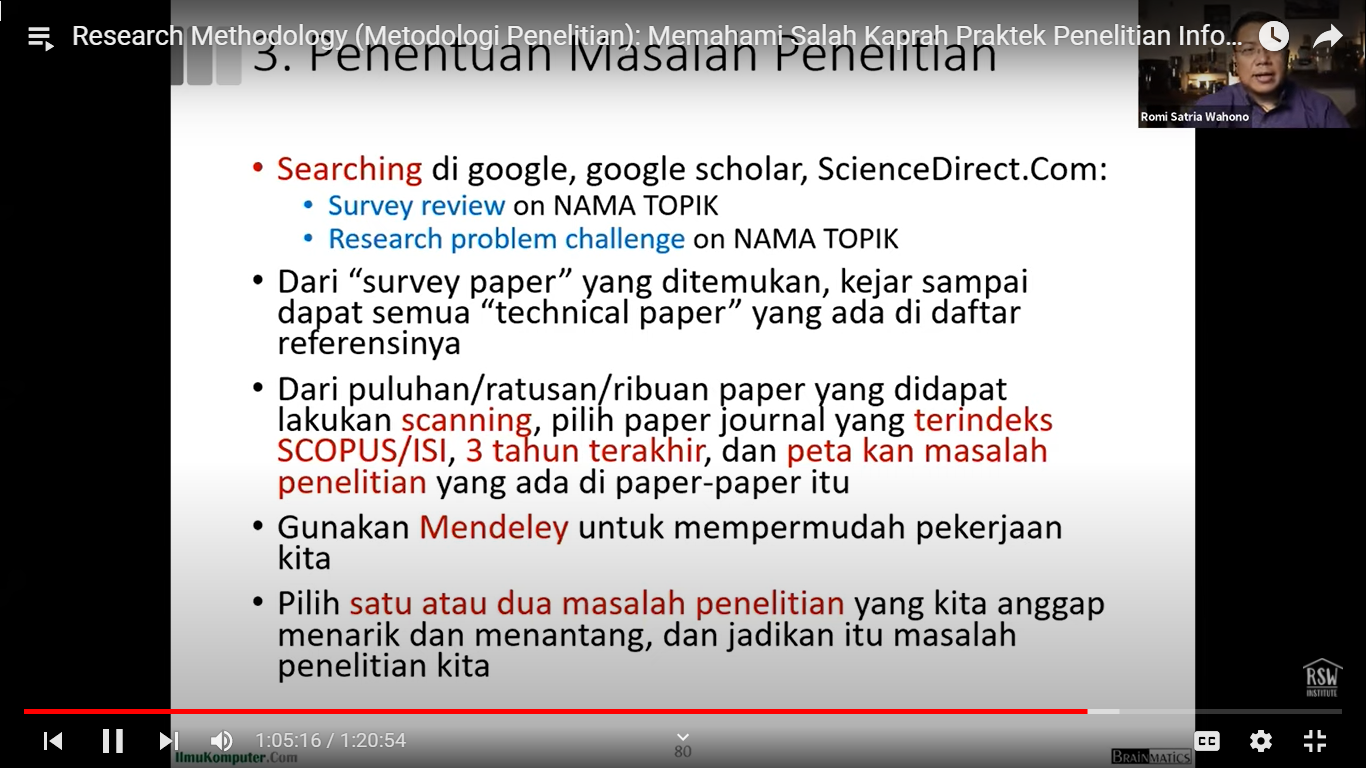 Research Methodology (Metodologi Penelitian): Memahami Salah Kaprah Praktek Penelitian Info...
3. Penentuan Masalah Penelitian
Romi Satria Wahono
• Searching di google, google scholar, ScienceDirect.Com:
• Survey review on NAMA TOPIK
• Research problem challenge on NAMA TOPIK
• Dari “survey paper” yang ditemukan, kejar sampai
dapat semua “technical paper” yang ada di daftar
referensinya
• Dari puluhan/ratusan/ribuan paper yang didapat
lakukan scanning, pilih paper journal yang terindeks
SCOPUS/ISI, 3 tahun terakhir, dan peta kan masalah
penelitian yang ada di paper-paper itu
• Gunakan Mendeley untuk mempermudah pekerjaan
kita
• Pilih satu atau dua masalah penelitian yang kita anggap
menarik dan menantang, dan jadikan itu masalah
penelitian kita
RSW
INSTITUTE
1:05:16 / 1:20:54
CC
IlmuKomputer.Com
80
BRAINMATICS